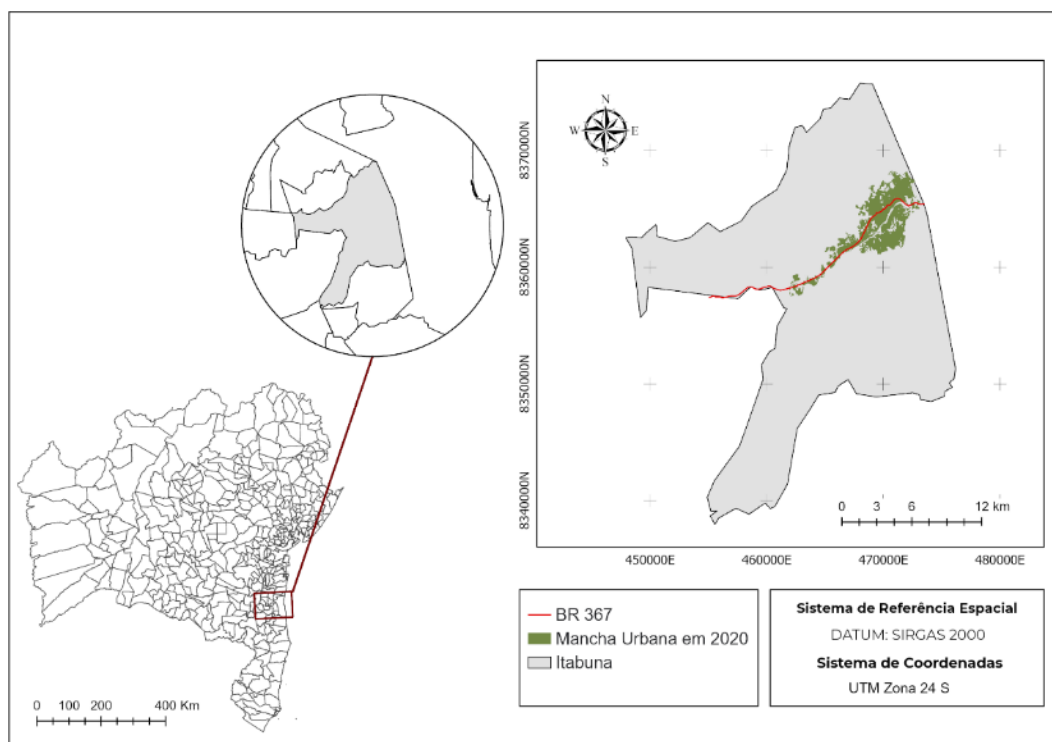 N
W E
S
8370000N
8360000N
8350000N
8340000N
0 3 6 12 km
450000E 460000E 470000E 480000E
0 100 200 400 Km
BR 367
Mancha Urbana em 2020
Itabuna
Sistema de Referência Espacial
DATUM: SIRGAS 2000
Sistema de Coordenadas
UTM Zona 24 S